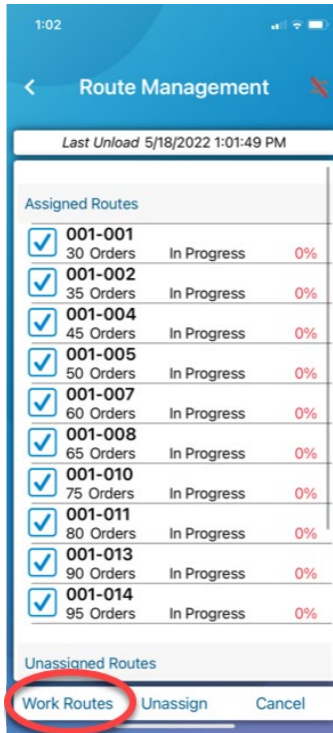 1:02
Route Management
Last Unload 5/18/2022 1:01:49 PM
Assigned Routes
001-001
30 Orders In Progress 0%
001-002
35 Orders In Progress 0%
001-004
45 Orders In Progress 0%
001-005
50 Orders In Progress 0%
001-007
60 Orders In Progress 0%
001-008
65 Orders In Progress 0%
001-010
75 Orders In Progress 0%
001-011
80 Orders In Progress 0%
001-013
90 Orders In Progress 0%
001-014
95 Orders In Progress 0%
Unassigned Routes
Work Routes Unassign Cancel